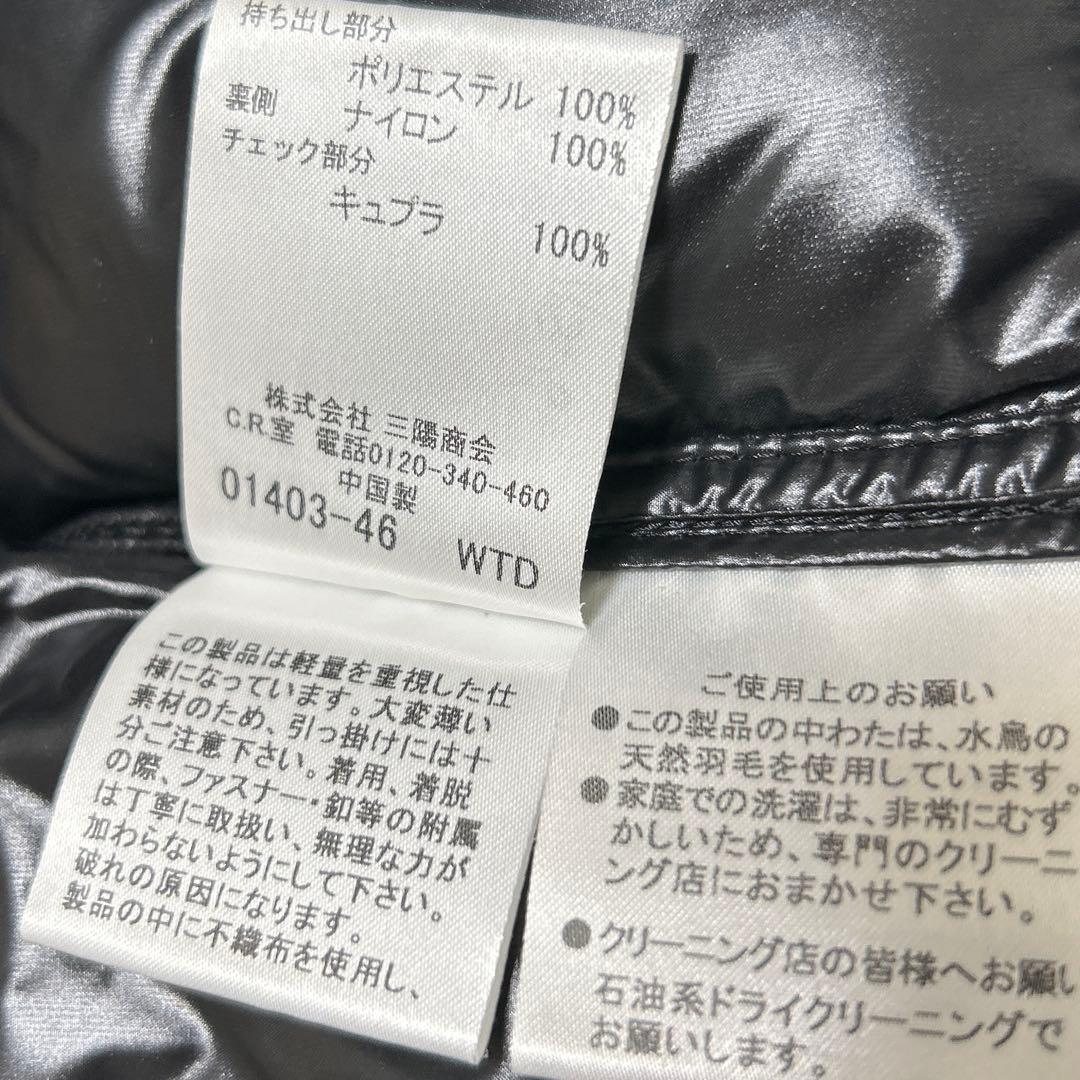 持ち出し部分
ポリエステル 100%
裏側 ナイロン 100%
チェック部分
キュプラ 100%
株式会社 三陽商会
C.R.室 電話0120-340-460
中国製
01403-46 WTD
この製品は軽量を重視した仕
様になっています。大変薄い
素材のため、引っ掛けには十
分ご注意下さい。着用、着脱
の際、ファスナー・釦等の附属
は丁寧に取扱い、無理な力が
加わらないようにして下さい。
破れの原因になります。
製品の中に不織布を使用し、
ご使用上のお願い
●この製品の中わたは、水鳥の
天然羽毛を使用しています。
●家庭での洗濯は、非常にむず
かしいため、専門のクリーニ
ング店におまかせ下さい。
●クリーニング店の皆様へお願い
石油系ドライクリーニングで
お願いします。